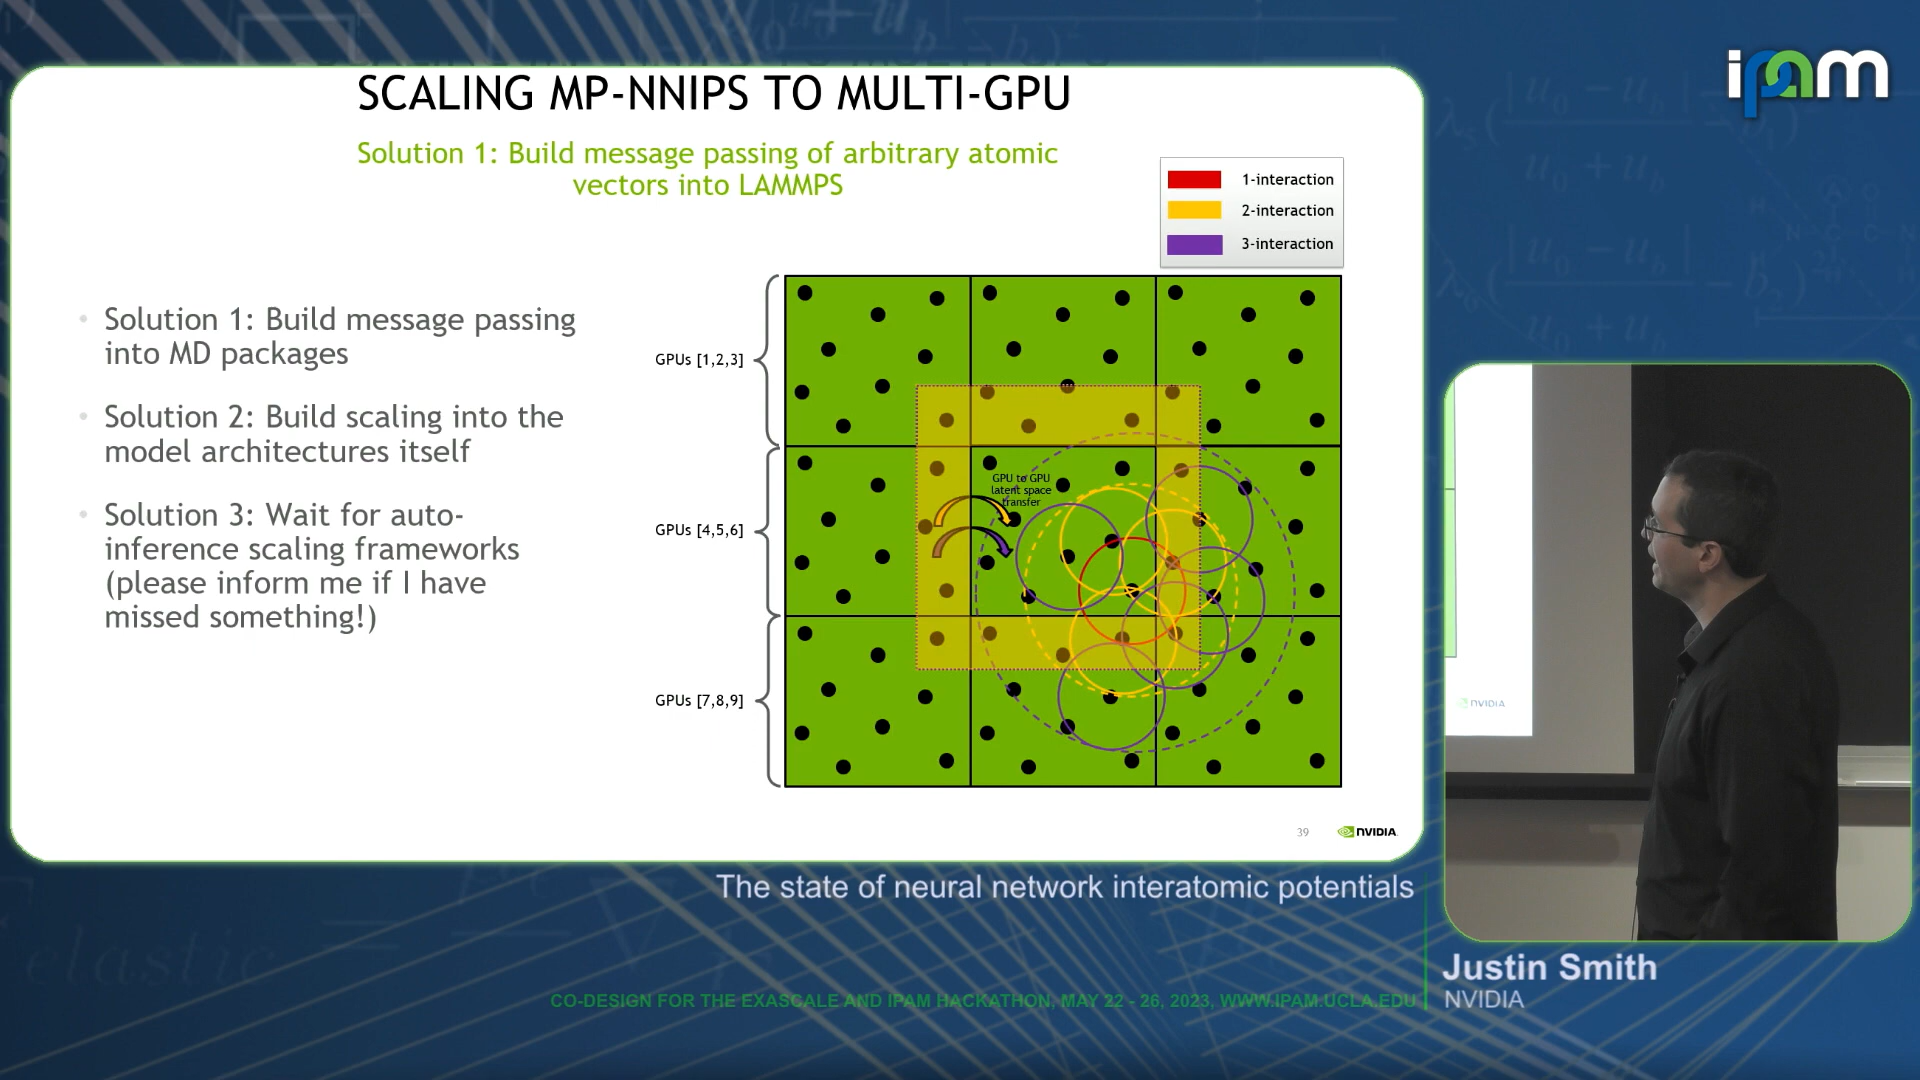 ipam
SCALING MP-NNIPS TO MULTI-GPU
Solution 1: Build message passing of arbitrary atomic
vectors into LAMMPS
1-interaction
2-interaction
3-interaction
• Solution 1: Build message passing
into MD packages
• Solution 2: Build scaling into the
model architectures itself
• Solution 3: Wait for auto-
inference scaling frameworks
(please inform me if I have
missed something!)
GPUs [1,2,3]
GPUs [4,5,6]
GPUs [7,8,9]
GPU to GPU
latent space
transfer
39
NVIDIA.
NVIDIA
The state of neural network interatomic potentials
Justin Smith
NVIDIA
CO-DESIGN FOR THE EXASCALE AND IPAM HACKATHON, MAY 22 - 26, 2023, WWW.IPAM.UCLA.EDU
elastic